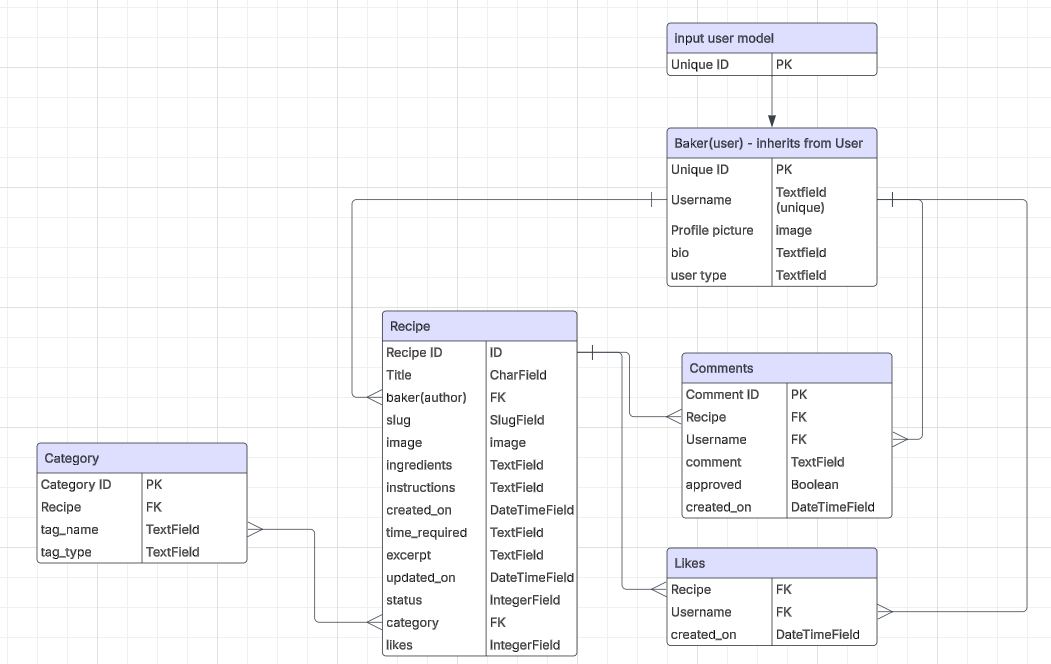 input user model
Unique ID PK
Baker(user) - inherits from User
Unique ID PK
Username Textfield (unique)
Profile picture image
bio Textfield
user type Textfield
Recipe
Recipe ID ID
Title CharField
baker(author) FK
slug SlugField
image image
ingredients TextField
instructions TextField
created_on DateTimeField
time_required TextField
excerpt TextField
updated_on DateTimeField
status IntegerField
category FK
likes IntegerField
Comments
Comment ID PK
Recipe FK
Username FK
comment TextField
approved Boolean
created_on DateTimeField
Category
Category ID PK
Recipe FK
tag_name TextField
tag_type TextField
Likes
Recipe FK
Username FK
created_on DateTimeField